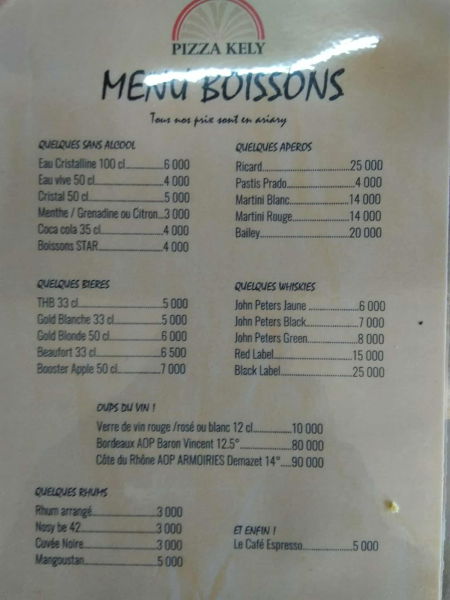 PIZZA KELY
MENU BOISSONS
Tous nos prix sont en ariary
QUELQUES SANS ALCOOL
Eau Cristalline 100 cl...................6 000
Eau vive 50 cl...................4 000
Cristal 50 cl...................5 000
Menthe / Grenadine ou Citron...3 000
Coca cola 35 cl...................4 000
Boissons STAR...................4 000
QUELQUES APEROS
Ricard...................25 000
Pastis Prado...................4 000
Martini Blanc...................14 000
Martini Rouge...................14 000
Bailey...................20 000
QUELQUES BIERES
THB 33 cl...................5 000
Gold Blanche 33 cl...................5 000
Gold Blonde 50 cl...................6 000
Beaufort 33 cl...................6 500
Booster Apple 50 cl...................7 000
QUELQUES WHISKIES
John Peters Jaune ...................6 000
John Peters Black...................7 000
John Peters Green...................8 000
Red Label...................15 000
Black Label...................25 000
OUPS DU VIN !
Verre de vin rouge /rosé ou blanc 12 cl...........10 000
Bordeaux AOP Baron Vincent 12.5°...................80 000
Côte du Rhône AOP ARMOIRIES Demazet 14°....90 000
QUELQUES RHUMS
Rhum arrangé...................3 000
Nosy be 42...................3 000
Cuvée Noire...................3 000
Mangoustan...................5 000
ET ENFIN !
Le Café Espresso...................5 000